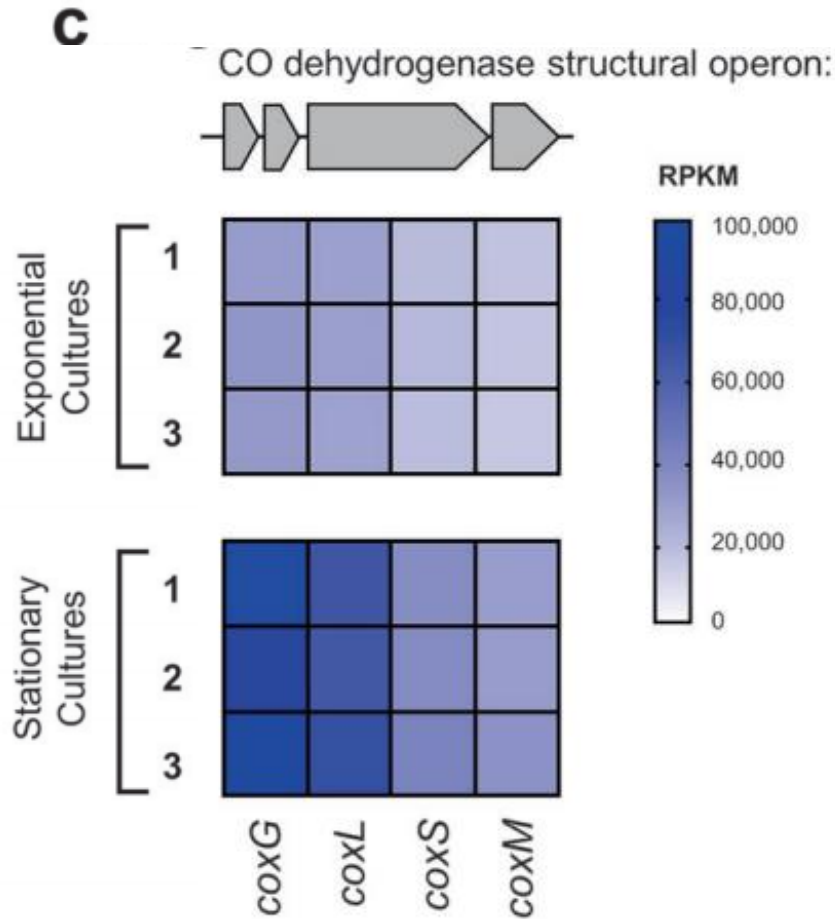 C
CO dehydrogenase structural operon:
RPKM
100,000
80,000
60,000
40,000
20,000
0
Exponential
Cultures
1
2
3
Stationary
Cultures
1
2
3
coxG
coxL
coxS
coxM